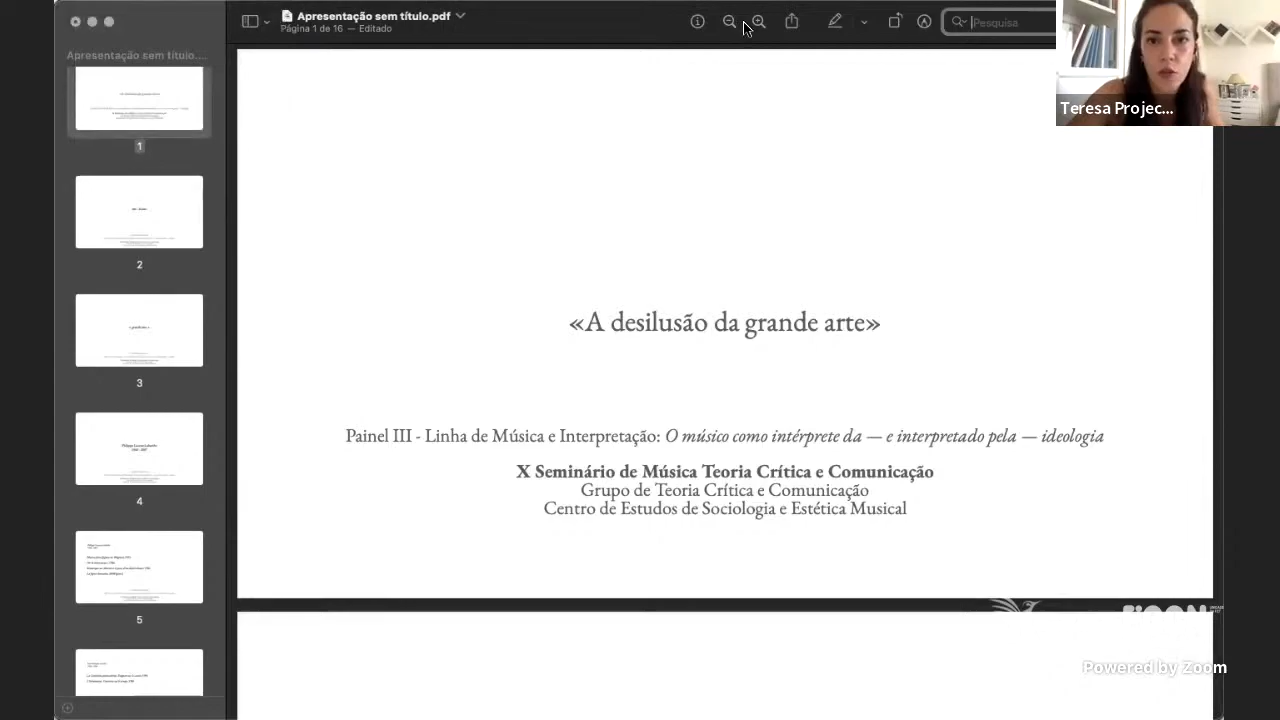 Apresentação sem título.pdf
Página 1 de 16 — Editado
Pesquisa
Teresa Projec...
Apresentação sem título....
1
2
3
Philippe Lacoue-Labarthe
4
5
«A desilusão da grande arte»
Painel III - Linha de Música e Interpretação: O músico como intérprete da — e interpretado pela — ideologia
X Seminário de Música Teoria Crítica e Comunicação
Grupo de Teoria Crítica e Comunicação
Centro de Estudos de Sociologia e Estética Musical
Powered by Zoom